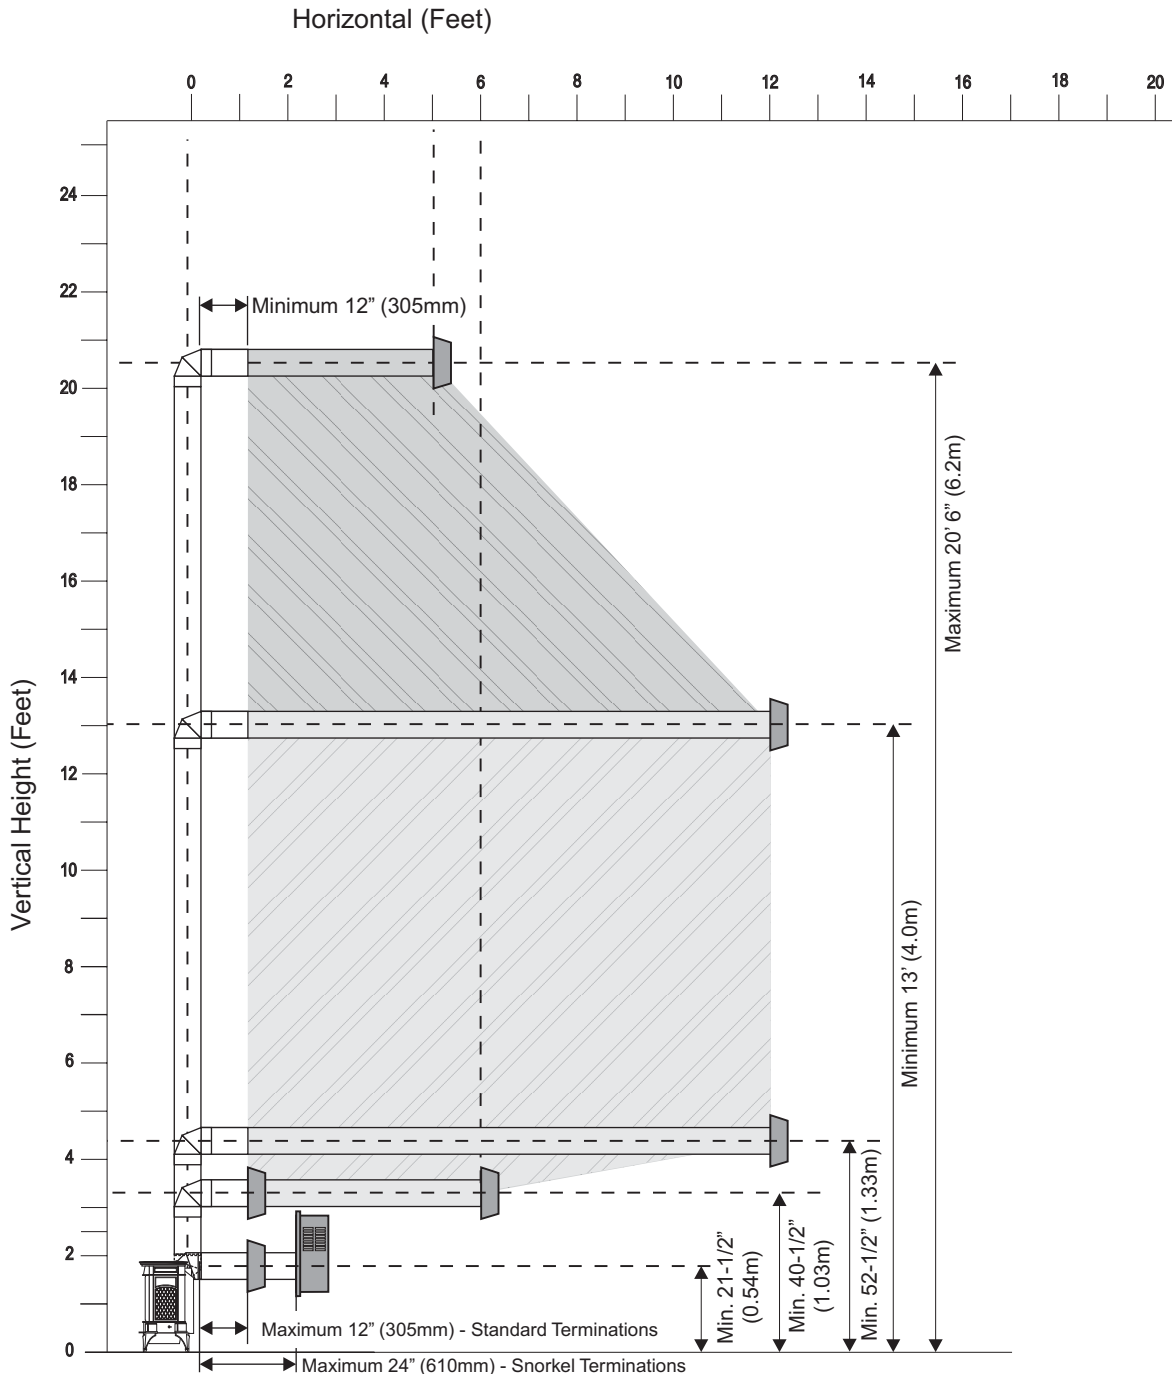 Horizontal (Feet)
0 2 4 6 8 10 12 14 16 18 20
24
22
Minimum 12” (305mm)
20
18
Maximum 20’ 6” (6.2m)
16
14
Vertical Height (Feet)
12
10
8
Minimum 13’ (4.0m)
6
4
2
Min. 21-1/2”
(0.54m)
Min. 40-1/2”
(1.03m)
Min. 52-1/2” (1.33m)
Maximum 12” (305mm) - Standard Terminations
0
Maximum 24” (610mm) - Snorkel Terminations